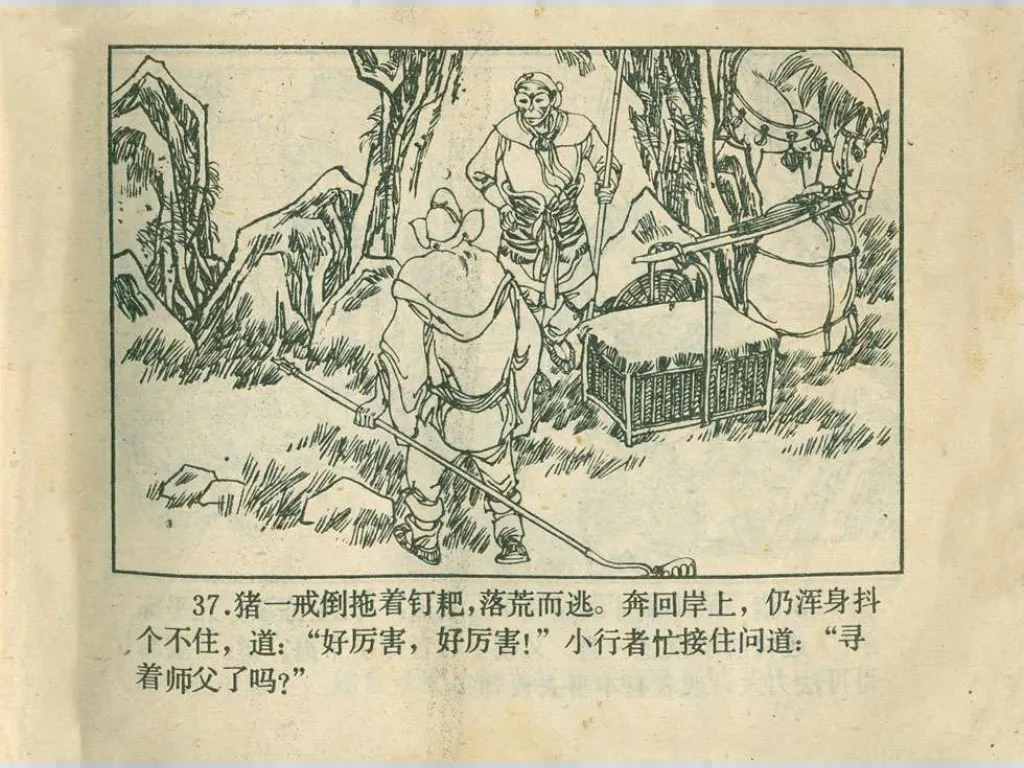 37.猪一戒倒拖着钉耙，落荒而逃。奔回岸上，仍浑身抖
个不住，道：“好厉害，好厉害！”小行者忙接住问道：“寻
着师父了吗？”